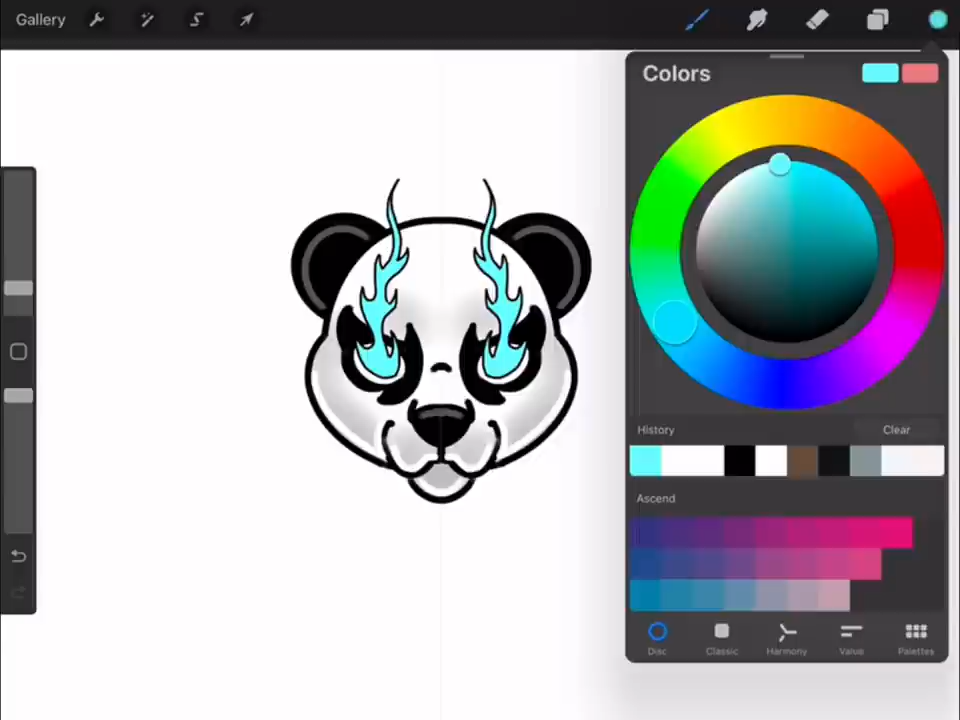 Gallery
Colors
History
Clear
Ascend
Disc
Classic
Harmony
Value
Palettes